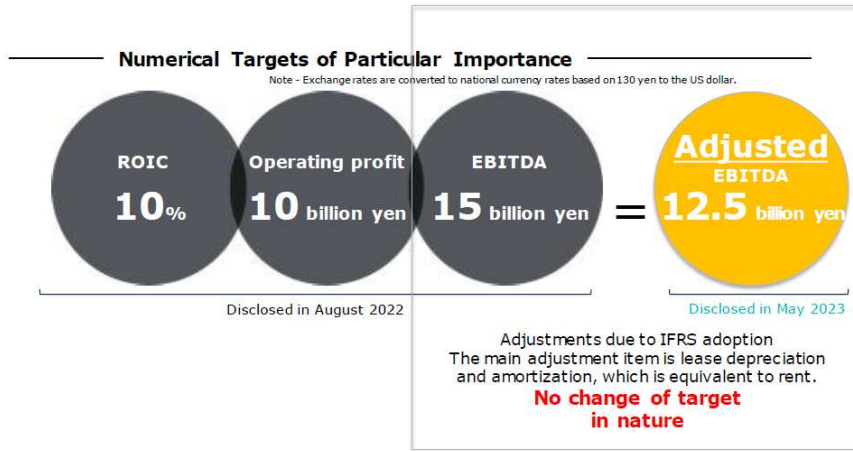 Numerical Targets of Particular Importance
Note - Exchange rates are converted to national currency rates based on 130 yen to the US dollar.
ROIC
10%
Operating profit
10 billion yen
EBITDA
15 billion yen
=
Adjusted
EBITDA
12.5 billion yen
Disclosed in August 2022
Disclosed in May 2023
Adjustments due to IFRS adoption
The main adjustment item is lease depreciation
and amortization, which is equivalent to rent.
No change of target
in nature